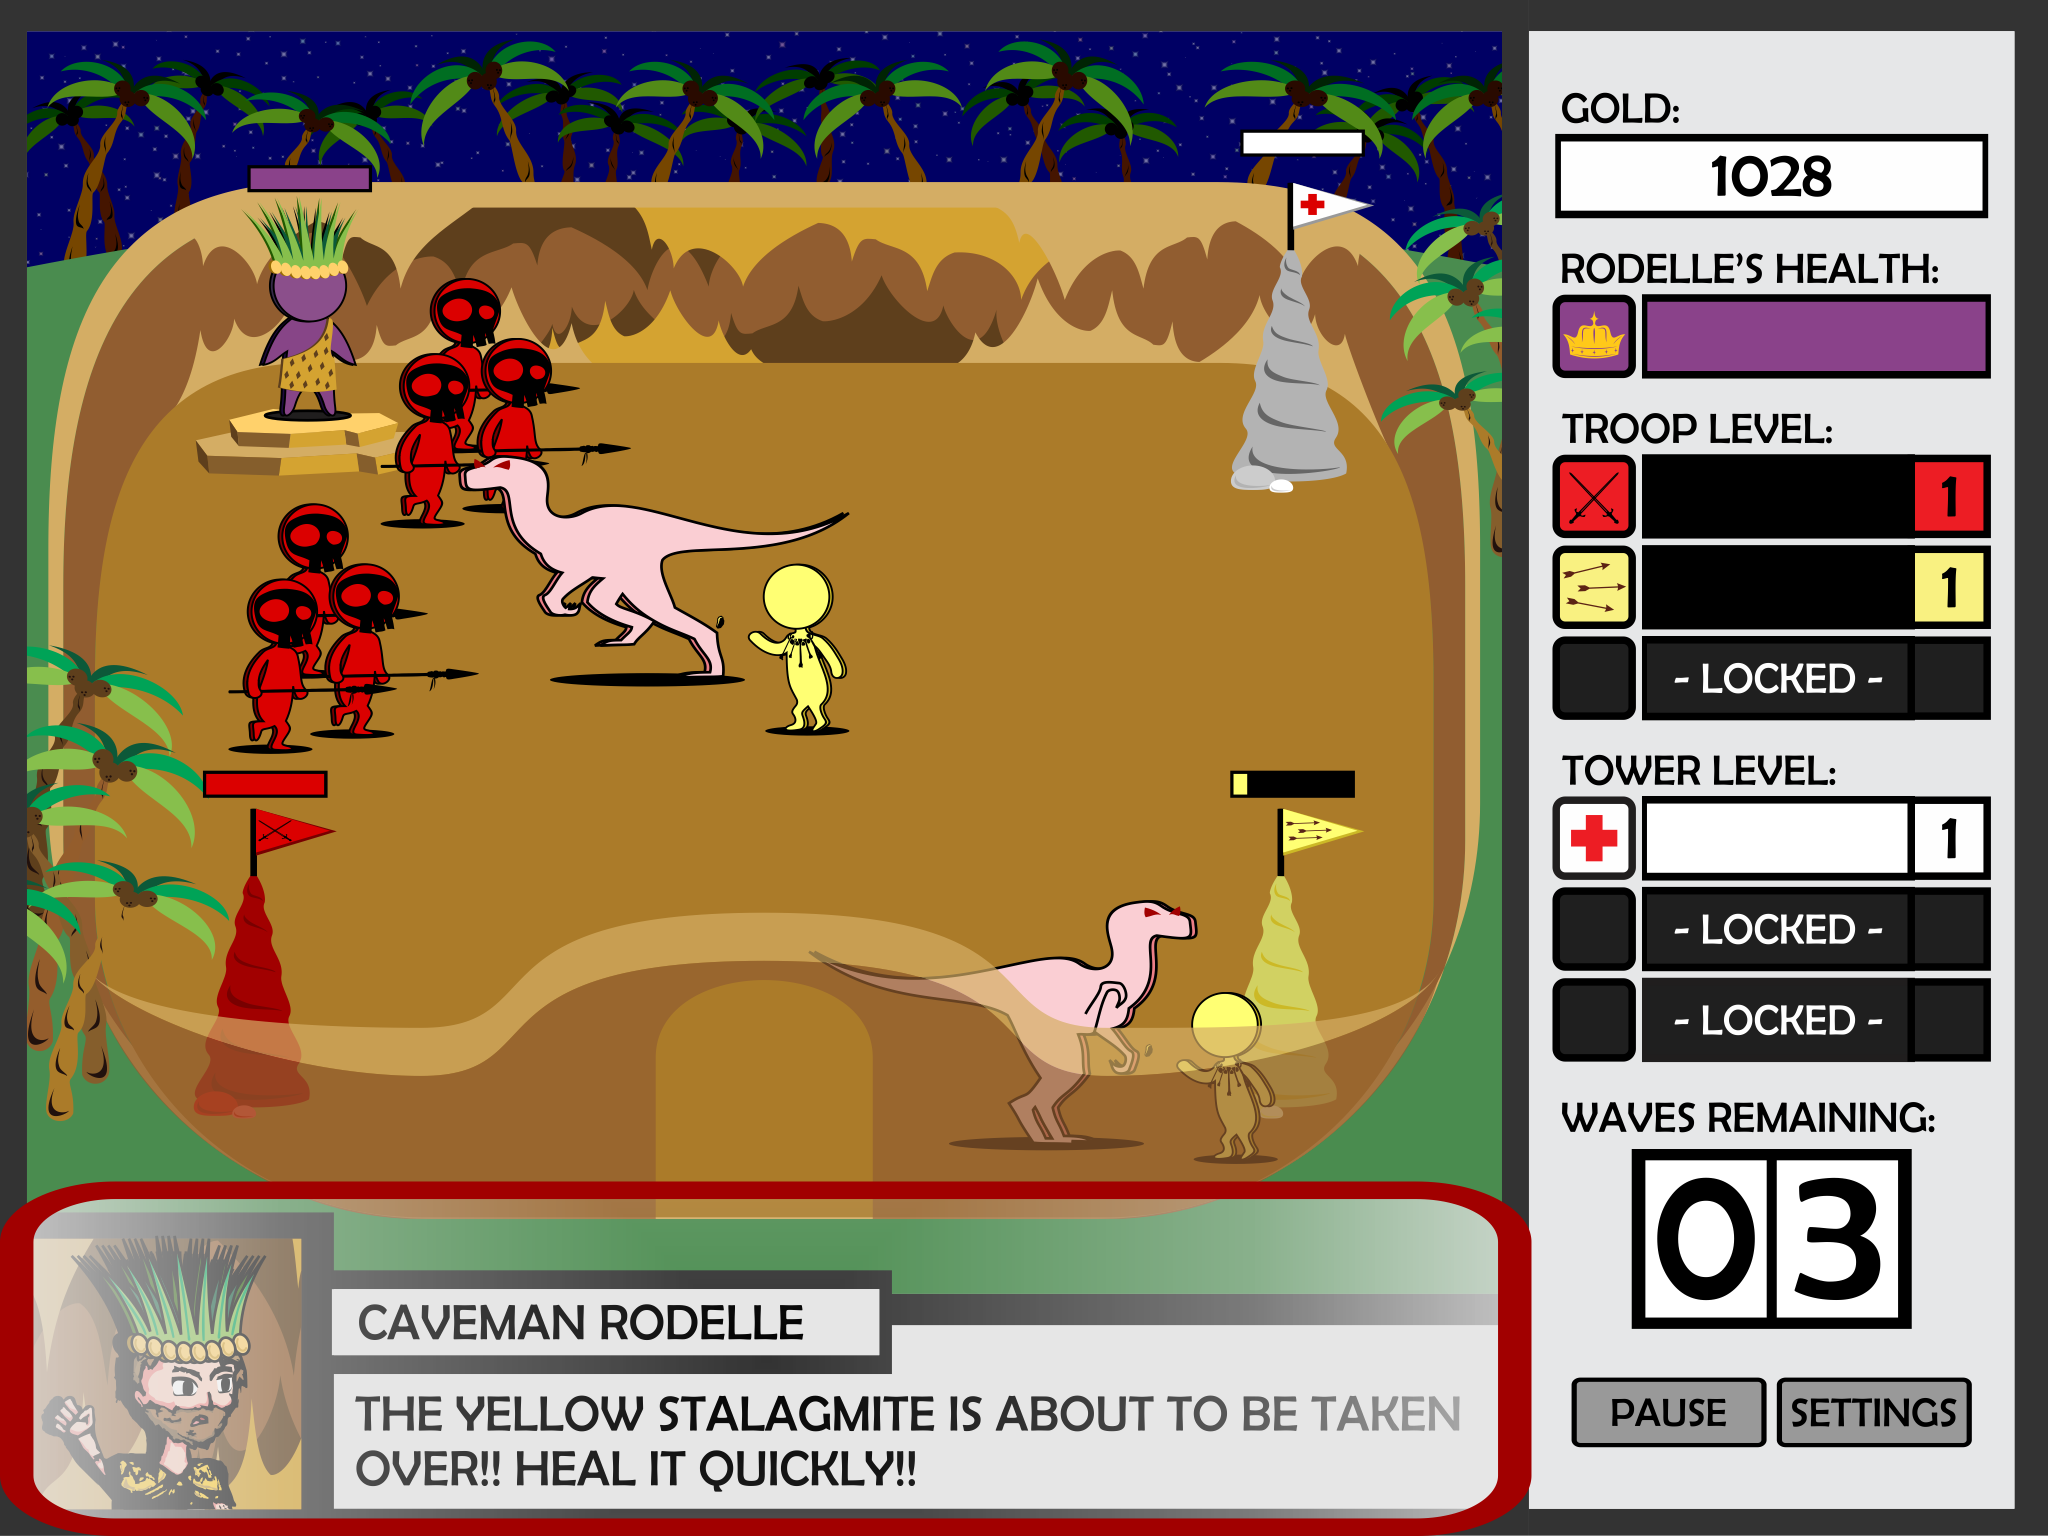 GOLD:
1028
RODELLE'S HEALTH:
TROOP LEVEL:
1
1
- LOCKED -
TOWER LEVEL:
1
- LOCKED -
- LOCKED -
WAVES REMAINING:
03
PAUSE SETTINGS
CAVEMAN RODELLE
THE YELLOW STALAGMITE IS ABOUT TO BE TAKEN
OVER!! HEAL IT QUICKLY!!